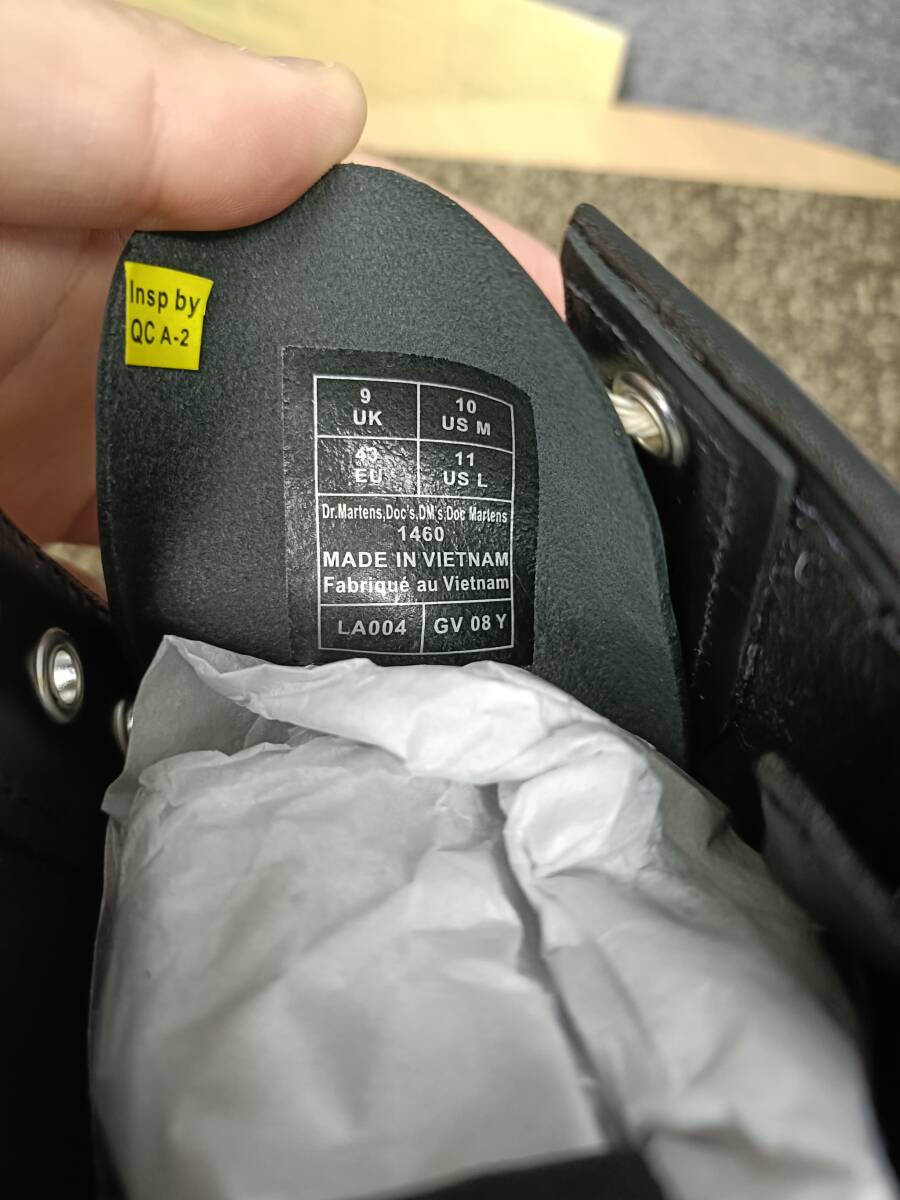 Insp by
QC A-2
9
UK
10
US M
43
EU
11
US L
Dr.Martens,Doc's,DM's,Doc Martens
1460
MADE IN VIETNAM
Fabriqué au Vietnam
LA004
GV 08 Y